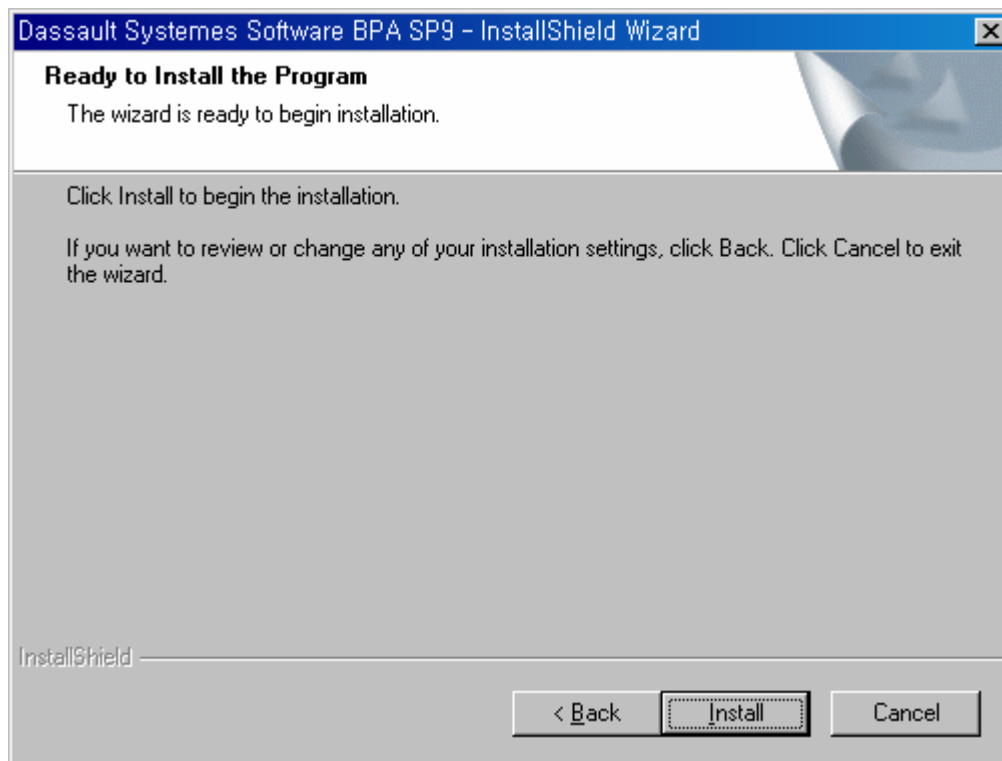 Dassault Systemes Software BPA SP9 - InstallShield Wizard
Ready to Install the Program
The wizard is ready to begin installation.
Click Install to begin the installation.
If you want to review or change any of your installation settings, click Back. Click Cancel to exit
the wizard.
InstallShield
< Back
Install
Cancel